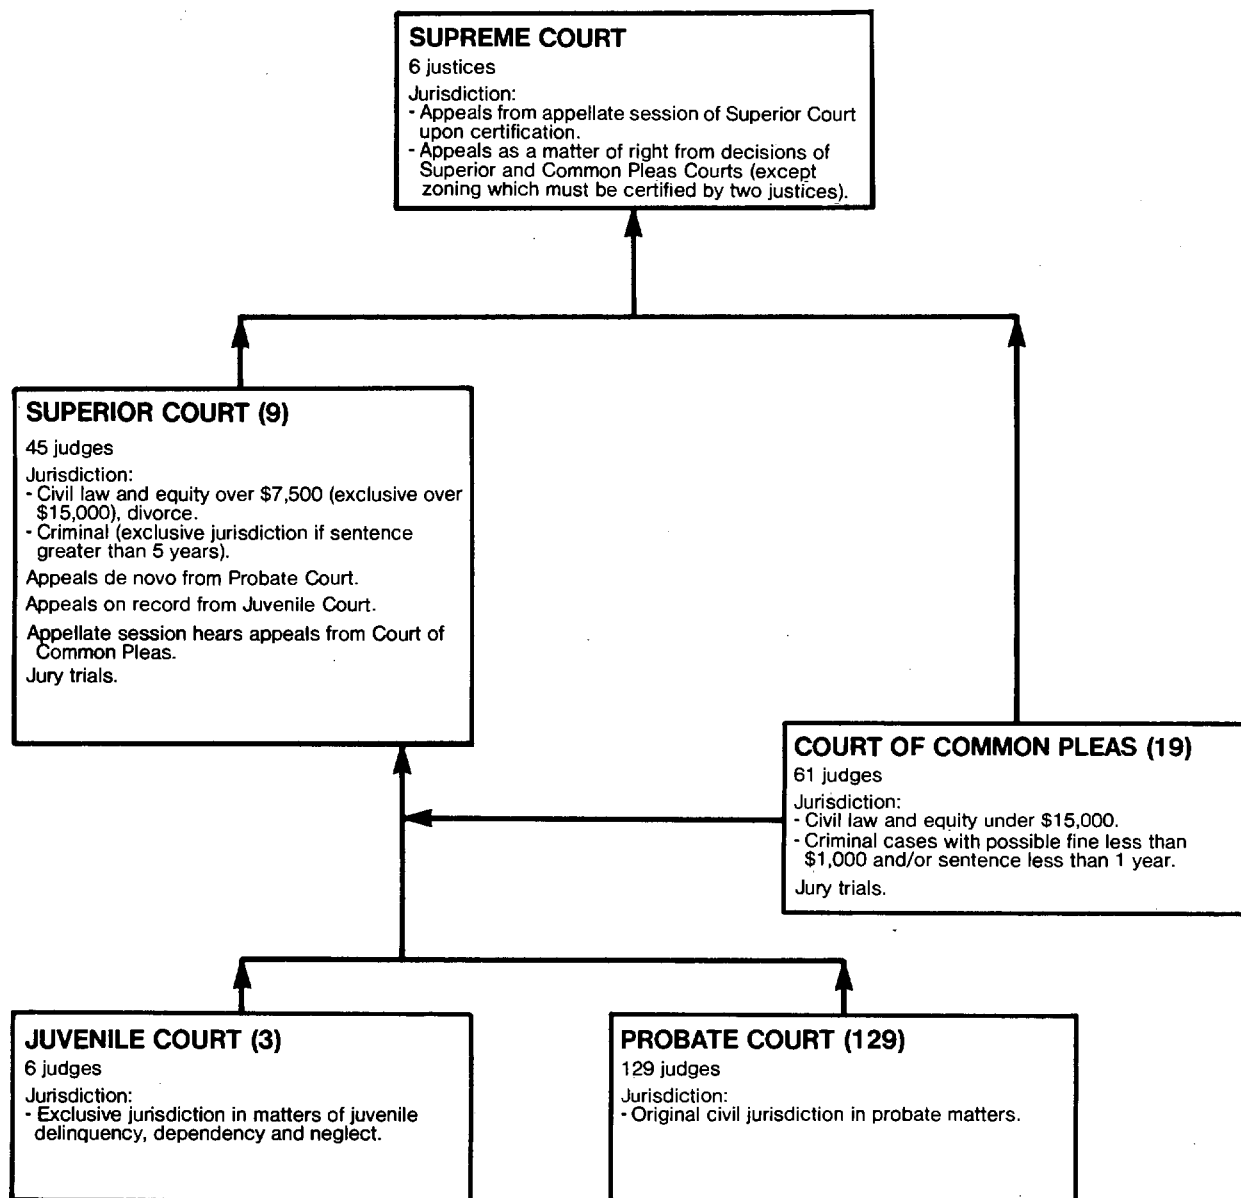 SUPREME COURT
6 justices
Jurisdiction:
- Appeals from appellate session of Superior Court
upon certification.
- Appeals as a matter of right from decisions of
Superior and Common Pleas Courts (except
zoning which must be certified by two justices).
SUPERIOR COURT (9)
45 judges
Jurisdiction:
- Civil law and equity over $7,500 (exclusive over
$15,000), divorce.
- Criminal (exclusive jurisdiction if sentence
greater than 5 years).
Appeals de novo from Probate Court.
Appeals on record from Juvenile Court.
Appellate session hears appeals from Court of
Common Pleas.
Jury trials.
COURT OF COMMON PLEAS (19)
61 judges
Jurisdiction:
- Civil law and equity under $15,000.
- Criminal cases with possible fine less than
$1,000 and/or sentence less than 1 year.
Jury trials.
JUVENILE COURT (3)
6 judges
Jurisdiction:
- Exclusive jurisdiction in matters of juvenile
delinquency, dependency and neglect.
PROBATE COURT (129)
129 judges
Jurisdiction:
- Original civil jurisdiction in probate matters.